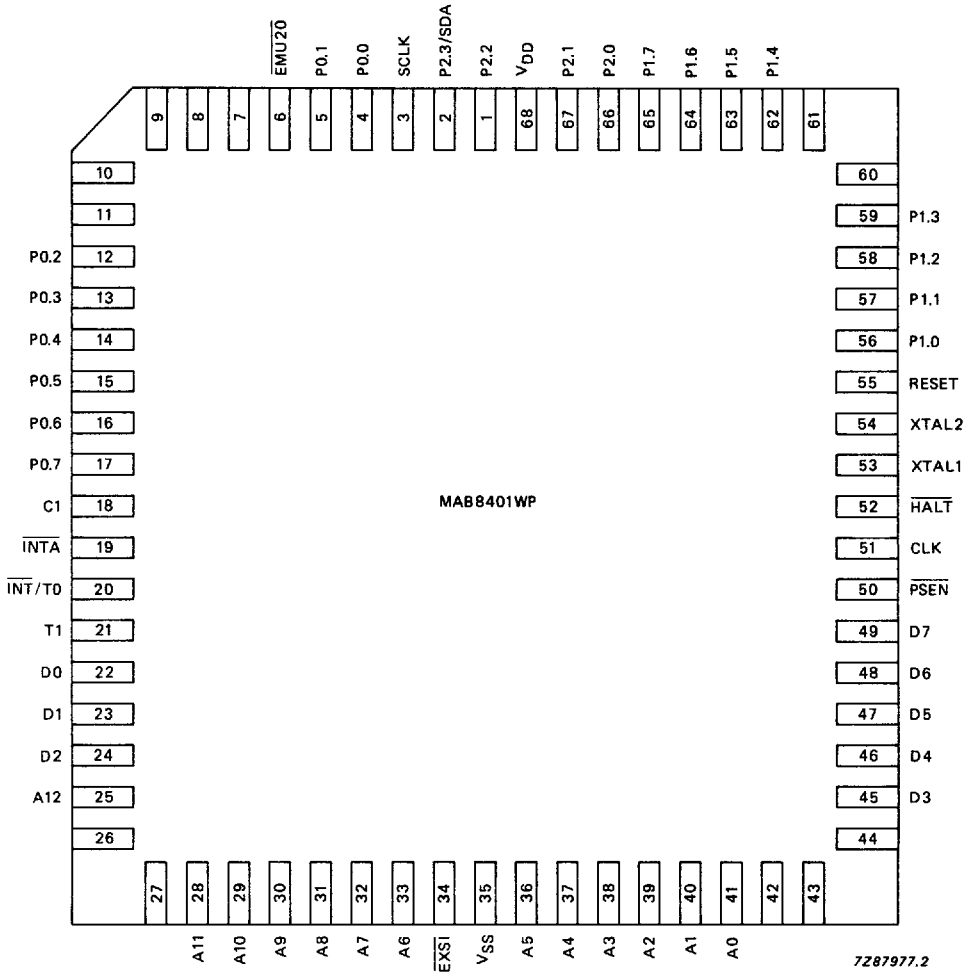 E̅M̅U̅2̅0̅ P0.1 P0.0 SCLK P2.3/SDA P2.2 VDD P2.1 P2.0 P1.7 P1.6 P1.5 P1.4
9 8 7 6 5 4 3 2 1 68 67 66 65 64 63 62 61
10 60
11 59 P1.3
P0.2 12 58 P1.2
P0.3 13 57 P1.1
P0.4 14 56 P1.0
P0.5 15 55 RESET
P0.6 16 54 XTAL2
P0.7 17 53 XTAL1
C1 18 MAB8401WP 52 H̅A̅L̅T̅
I̅N̅T̅A̅ 19 51 CLK
I̅N̅T̅/T0 20 50 P̅S̅E̅N̅
T1 21 49 D7
D0 22 48 D6
D1 23 47 D5
D2 24 46 D4
A12 25 45 D3
26 44
27 28 29 30 31 32 33 34 35 36 37 38 39 40 41 42 43
A11 A10 A9 A8 A7 A6 E̅X̅S̅I̅ VSS A5 A4 A3 A2 A1 A0
7Z87977.2